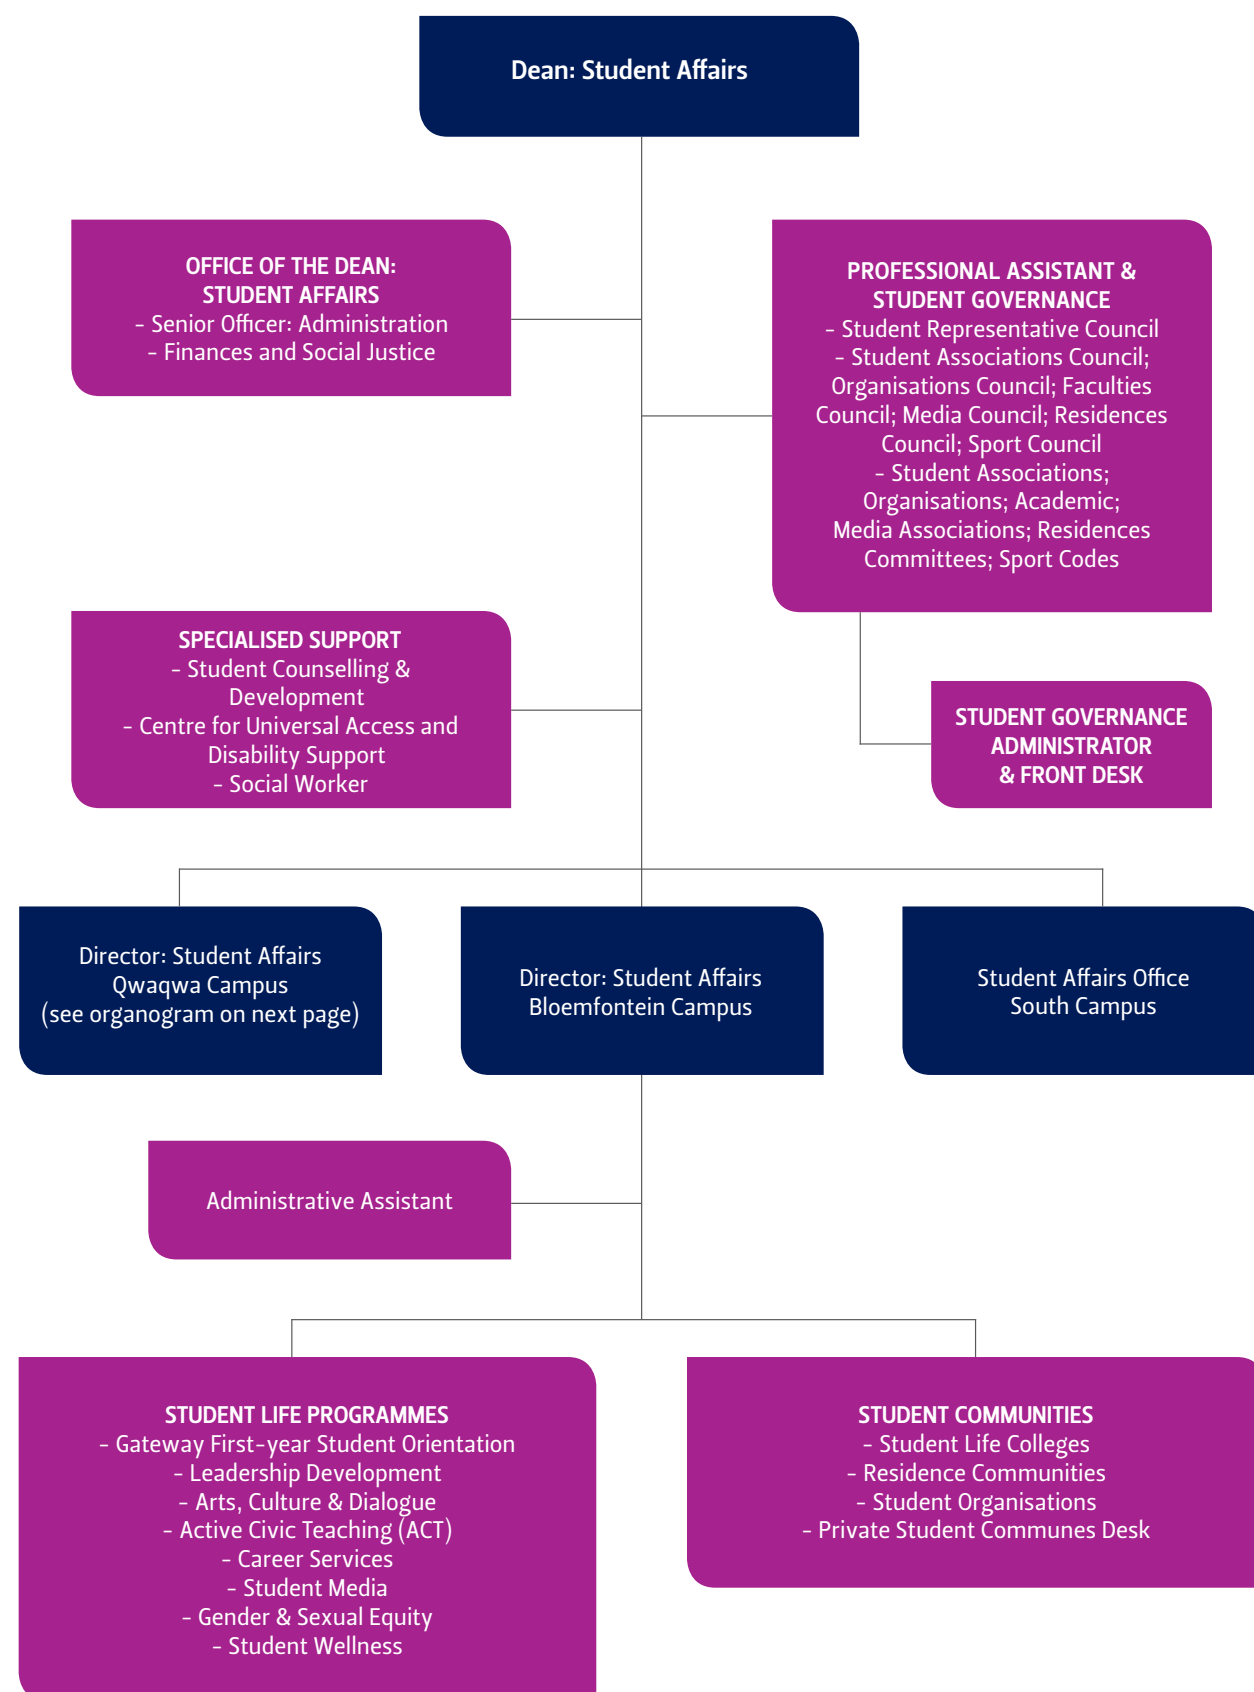 Dean: Student Affairs
OFFICE OF THE DEAN:
STUDENT AFFAIRS
- Senior Officer: Administration
- Finances and Social Justice
PROFESSIONAL ASSISTANT &
STUDENT GOVERNANCE
- Student Representative Council
- Student Associations Council;
Organisations Council; Faculties
Council; Media Council; Residences
Council; Sport Council
- Student Associations;
Organisations; Academic;
Media Associations; Residences
Committees; Sport Codes
SPECIALISED SUPPORT
- Student Counselling &
Development
- Centre for Universal Access and
Disability Support
- Social Worker
STUDENT GOVERNANCE
ADMINISTRATOR
& FRONT DESK
Director: Student Affairs
Qwaqwa Campus
(see organogram on next page)
Director: Student Affairs
Bloemfontein Campus
Student Affairs Office
South Campus
Administrative Assistant
STUDENT LIFE PROGRAMMES
- Gateway First-year Student Orientation
- Leadership Development
- Arts, Culture & Dialogue
- Active Civic Teaching (ACT)
- Career Services
- Student Media
- Gender & Sexual Equity
- Student Wellness
STUDENT COMMUNITIES
- Student Life Colleges
- Residence Communities
- Student Organisations
- Private Student Communes Desk